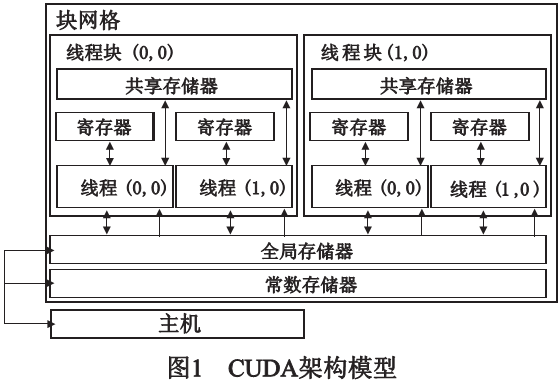 块网格
线程块 (0,0)
线程块(1,0)
共享存储器
共享存储器
寄存器
寄存器
寄存器
寄存器
线程 (0,0)
线程 (1,0)
线程 (0,0)
线程 (1,0)
全局存储器
常数存储器
主机
图1 CUDA架构模型